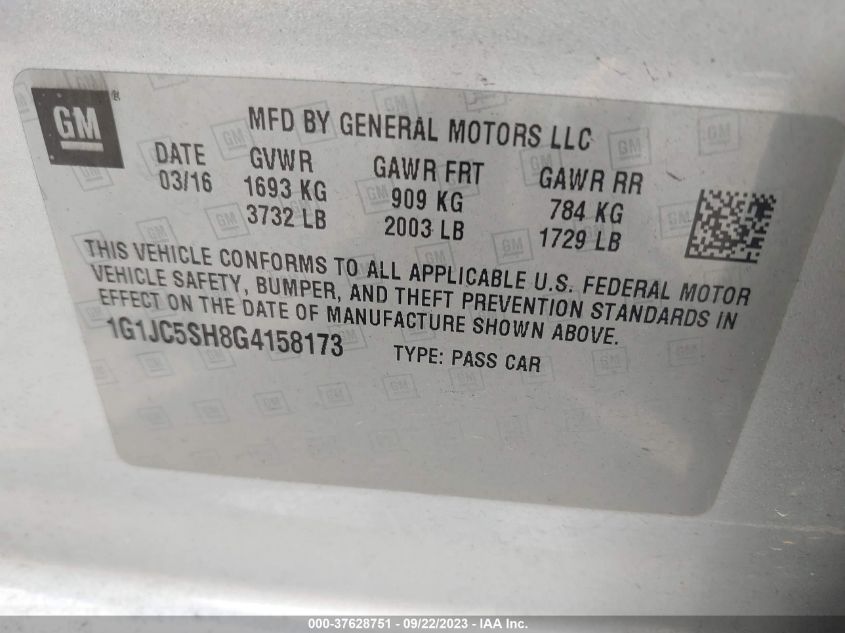 GM®
MFD BY GENERAL MOTORS LLC
DATE GVWR GAWR FRT GAWR RR
03/16 1693 KG 909 KG 784 KG
3732 LB 2003 LB 1729 LB
THIS VEHICLE CONFORMS TO ALL APPLICABLE U.S. FEDERAL MOTOR
VEHICLE SAFETY, BUMPER, AND THEFT PREVENTION STANDARDS IN
EFFECT ON THE DATE OF MANUFACTURE SHOWN ABOVE.
1G1JC5SH8G4158173 TYPE: PASS CAR
000-37628751 - 09/22/2023 - IAA Inc.